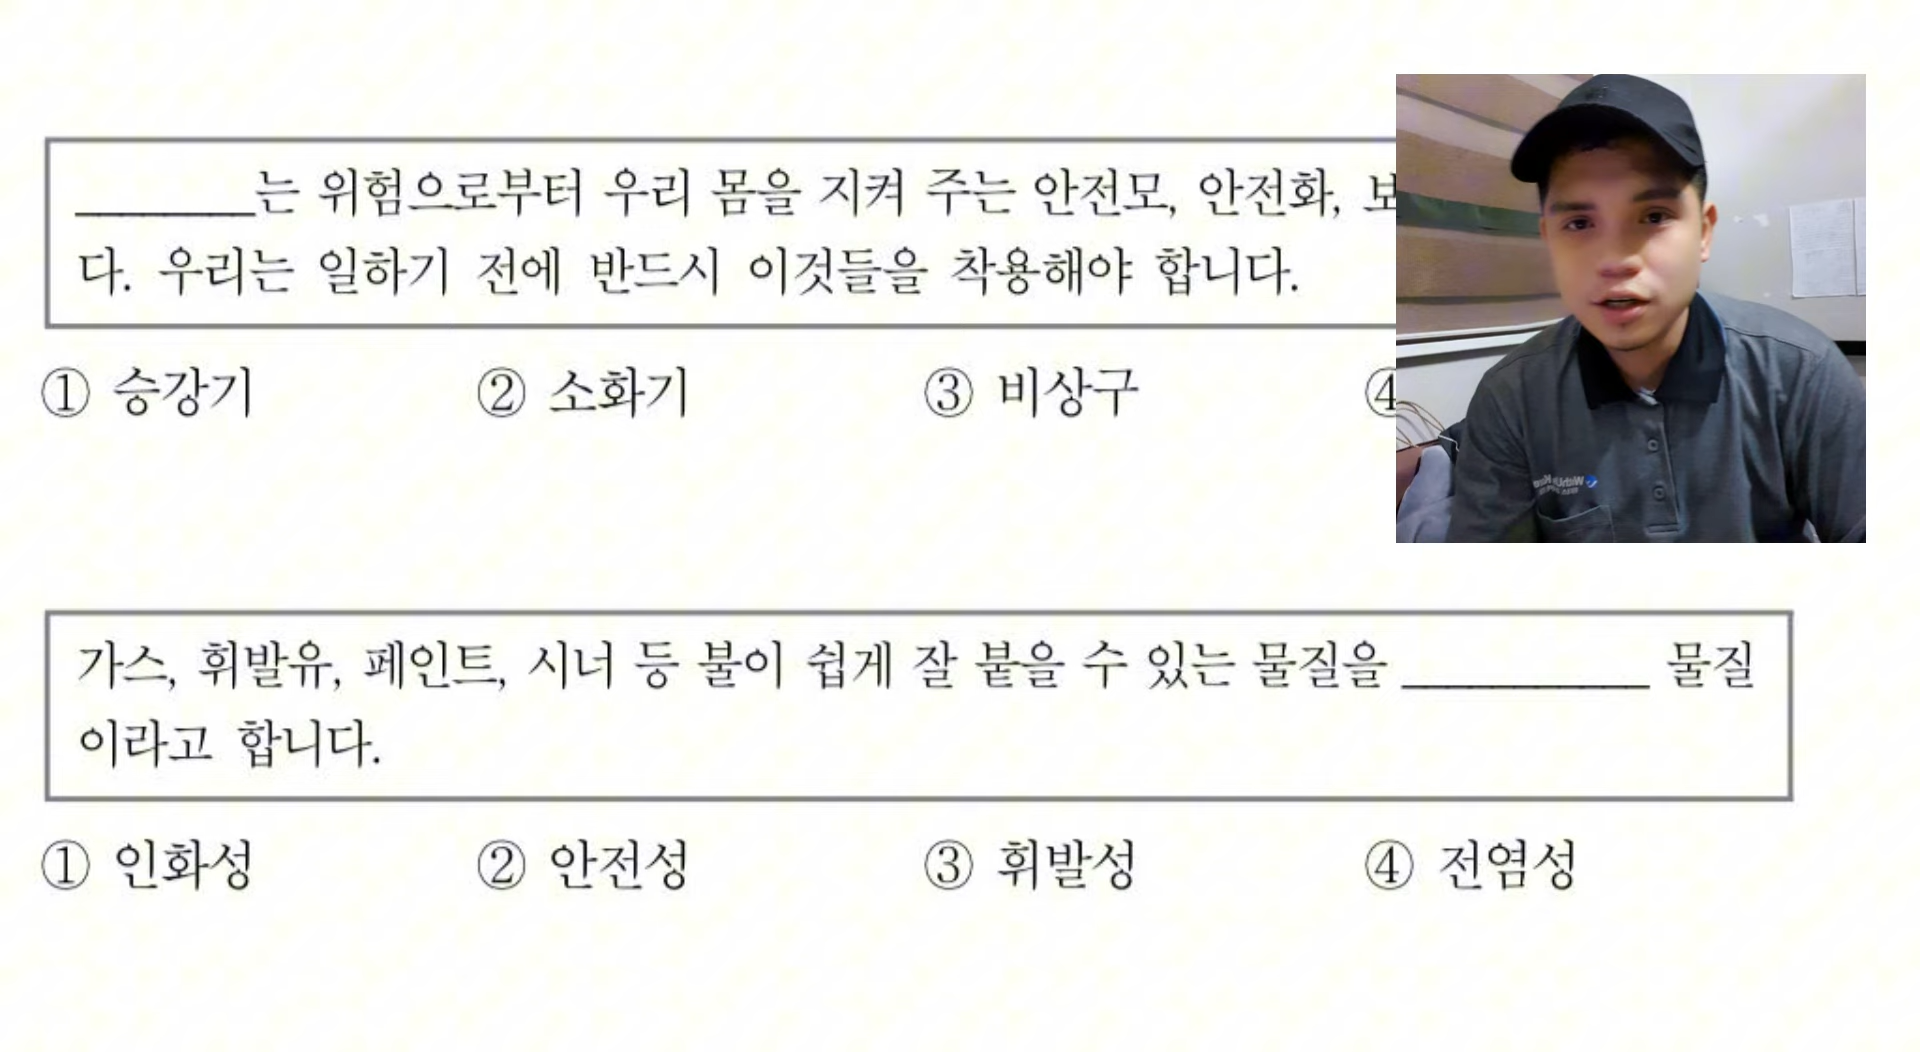 ________는 위험으로부터 우리 몸을 지켜 주는 안전모, 안전화,
다. 우리는 일하기 전에 반드시 이것들을 착용해야 합니다.
① 승강기 ② 소화기 ③ 비상구 ④
가스, 휘발유, 페인트, 시너 등 불이 쉽게 잘 붙을 수 있는 물질을 ___________ 물질
이라고 합니다.
① 인화성 ② 안전성 ③ 휘발성 ④ 전염성